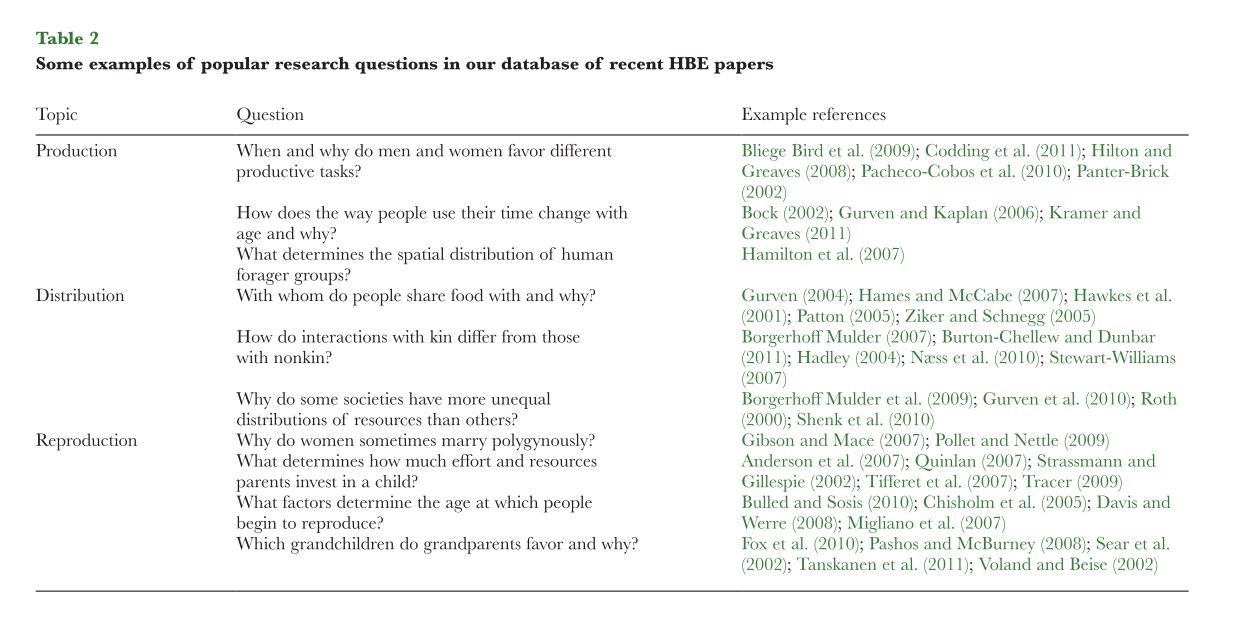 Table 2
Some examples of popular research questions in our database of recent HBE papers
Topic Question Example references
Production When and why do men and women favor different Bliege Bird et al. (2009); Codding et al. (2011); Hilton and
productive tasks? Greaves (2008); Pacheco-Cobos et al. (2010); Panter-Brick
(2002)
How does the way people use their time change with Bock (2002); Gurven and Kaplan (2006); Kramer and
age and why? Greaves (2011)
What determines the spatial distribution of human Hamilton et al. (2007)
forager groups?
Distribution With whom do people share food with and why? Gurven (2004); Hames and McCabe (2007); Hawkes et al.
(2001); Patton (2005); Ziker and Schnegg (2005)
How do interactions with kin differ from those Borgerhoff Mulder (2007); Burton-Chellew and Dunbar
with nonkin? (2011); Hadley (2004); Næss et al. (2010); Stewart-Williams
(2007)
Why do some societies have more unequal Borgerhoff Mulder et al. (2009); Gurven et al. (2010); Roth
distributions of resources than others? (2000); Shenk et al. (2010)
Reproduction Why do women sometimes marry polygynously? Gibson and Mace (2007); Pollet and Nettle (2009)
What determines how much effort and resources Anderson et al. (2007); Quinlan (2007); Strassmann and
parents invest in a child? Gillespie (2002); Tifferet et al. (2007); Tracer (2009)
What factors determine the age at which people Bulled and Sosis (2010); Chisholm et al. (2005); Davis and
begin to reproduce? Werre (2008); Migliano et al. (2007)
Which grandchildren do grandparents favor and why? Fox et al. (2010); Pashos and McBurney (2008); Sear et al.
(2002); Tanskanen et al. (2011); Voland and Beise (2002)